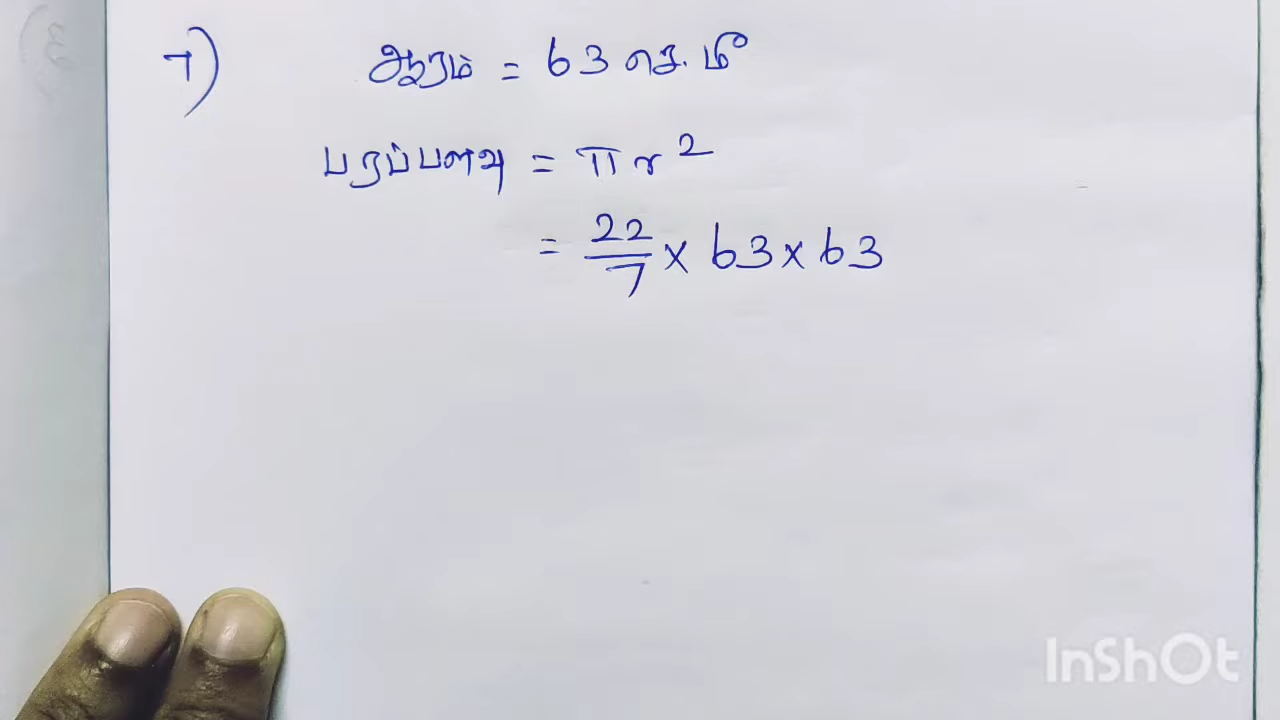 7) ஆரம் = 63 செ.மீ
பரப்பளவு = πr²
= 22/7 × 63 × 63
InShOt